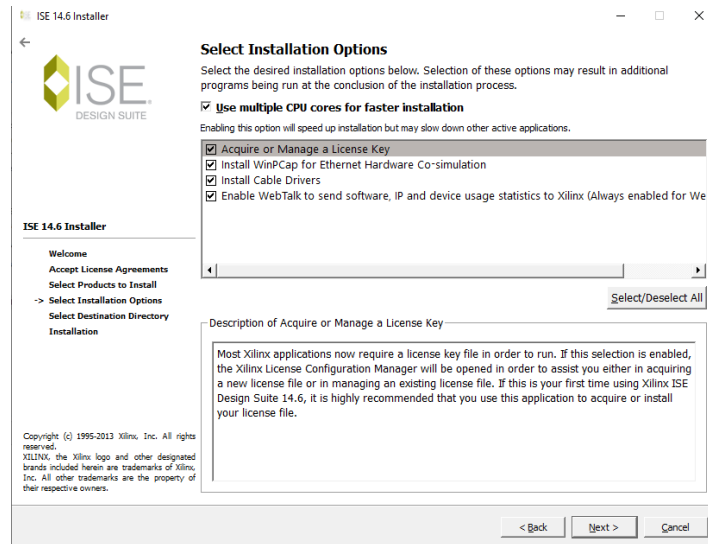 ISE 14.6 Installer
ISE.
DESIGN SUITE
Select Installation Options
Select the desired installation options below. Selection of these options may result in additional
programs being run at the conclusion of the installation process.
Use multiple CPU cores for faster installation
Enabling this option will speed up installation but may slow down other active applications.
Acquire or Manage a License Key
Install WinPCap for Ethernet Hardware Co-simulation
Install Cable Drivers
Enable WebTalk to send software, IP and device usage statistics to Xilinx (Always enabled for We
Select/Deselect All
ISE 14.6 Installer
Welcome
Accept License Agreements
Select Products to Install
-> Select Installation Options
Select Destination Directory
Installation
Description of Acquire or Manage a License Key
Most Xilinx applications now require a license key file in order to run. If this selection is enabled,
the Xilinx License Configuration Manager will be opened in order to assist you either in acquiring
a new license file or in managing an existing license file. If this is your first time using Xilinx ISE
Design Suite 14.6, it is highly recommended that you use this application to acquire or install
your license file.
Copyright (c) 1995-2013 Xilinx, Inc. All rights
reserved.
XILINX, the Xilinx logo and other designated
brands included herein are trademarks of Xilinx,
Inc. All other trademarks are the property of
their respective owners.
< Back
Next >
Cancel